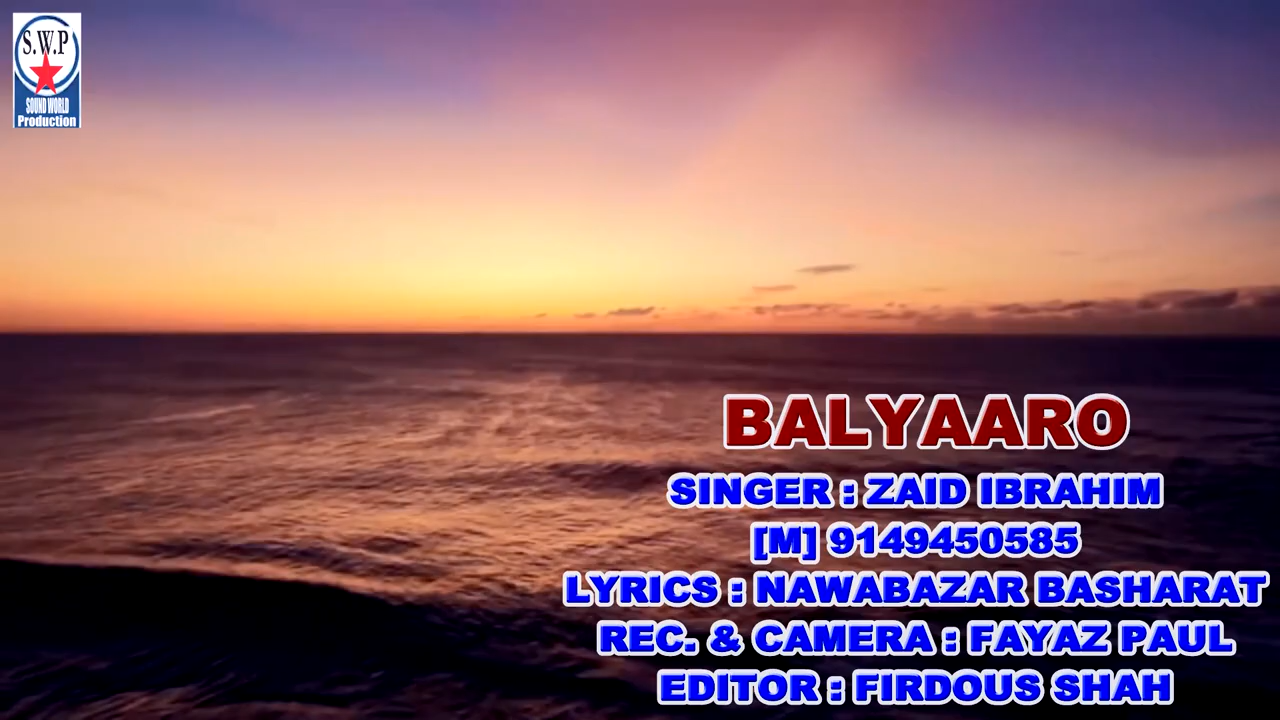 S.W.P
SOUND WORLD
Production
BALYAARO
SINGER : ZAID IBRAHIM
[M] 9149450585
LYRICS : NAWABAZAR BASHARAT
REC. & CAMERA : FAYAZ PAUL
EDITOR : FIRDOUS SHAH